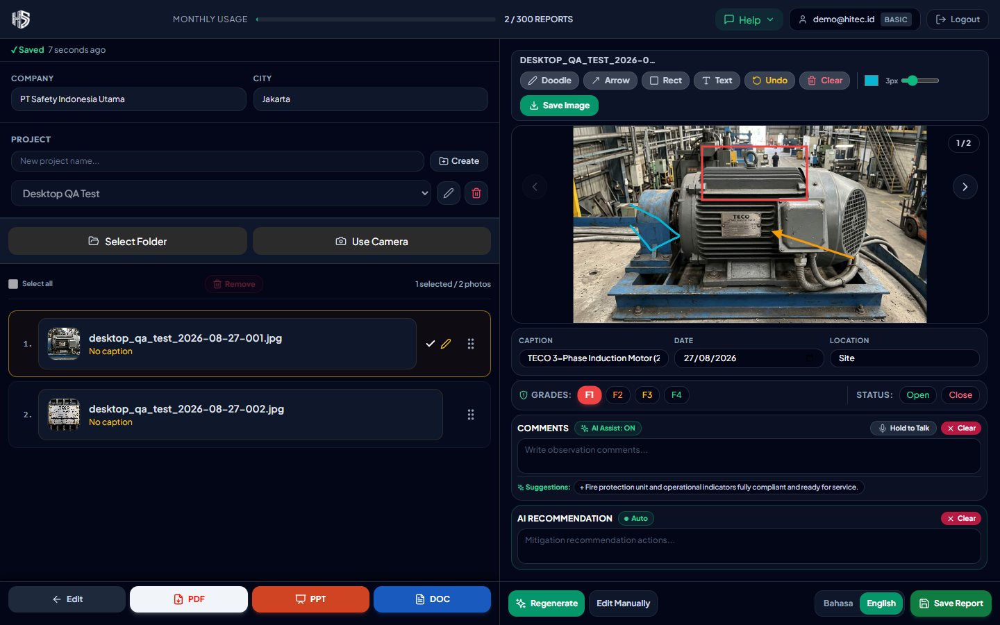 HS
MONTHLY USAGE
2 / 300 REPORTS
Help
demo@hitec.id BASIC
Logout
✓ Saved 7 seconds ago
COMPANY
CITY
PT Safety Indonesia Utama
Jakarta
PROJECT
New project name...
Create
Desktop QA Test
Select Folder
Use Camera
Select all
Remove
1 selected / 2 photos
1.
desktop_qa_test_2026-08-27-001.jpg
No caption
2.
desktop_qa_test_2026-08-27-002.jpg
No caption
Edit
PDF
PPT
DOC
DESKTOP_QA_TEST_2026-0...
Doodle
Arrow
Rect
Text
Undo
Clear
3px
Save Image
1 / 2
TECO
CAPTION
DATE
LOCATION
TECO 3-Phase Induction Motor (2
27/08/2026
Site
GRADES: F1 F2 F3 F4
STATUS: Open Close
COMMENTS
AI Assist: ON
Hold to Talk
Clear
Write observation comments...
Suggestions: + Fire protection unit and operational indicators fully compliant and ready for service.
AI RECOMMENDATION
Auto
Clear
Mitigation recommendation actions...
Regenerate
Edit Manually
Bahasa English
Save Report